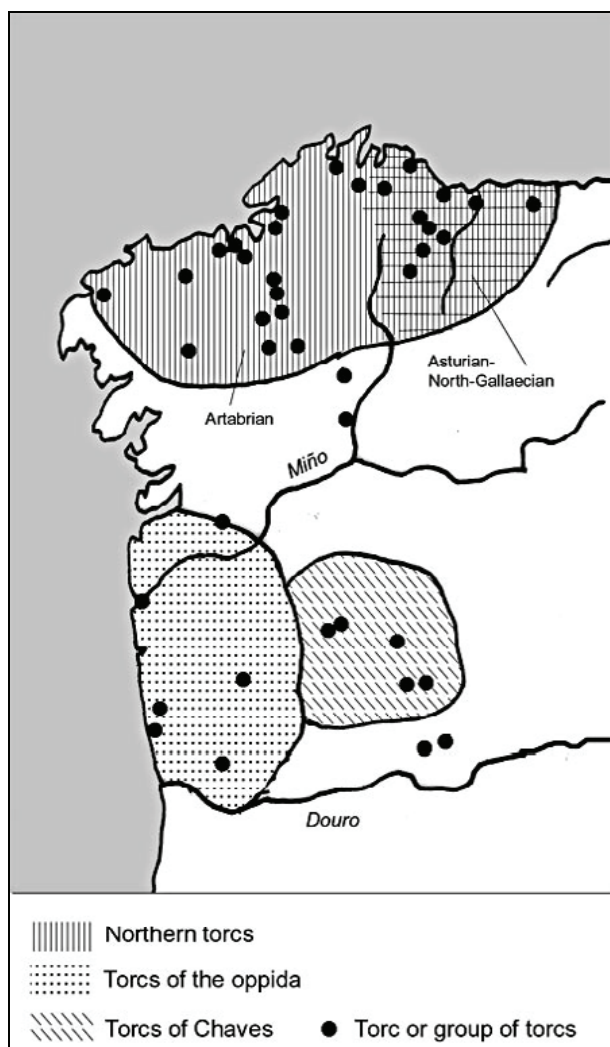 Artabrian
Asturian-
North-Gallaecian
Miño
Douro
Northern torcs
Torcs of the oppida
Torcs of Chaves
Torc or group of torcs